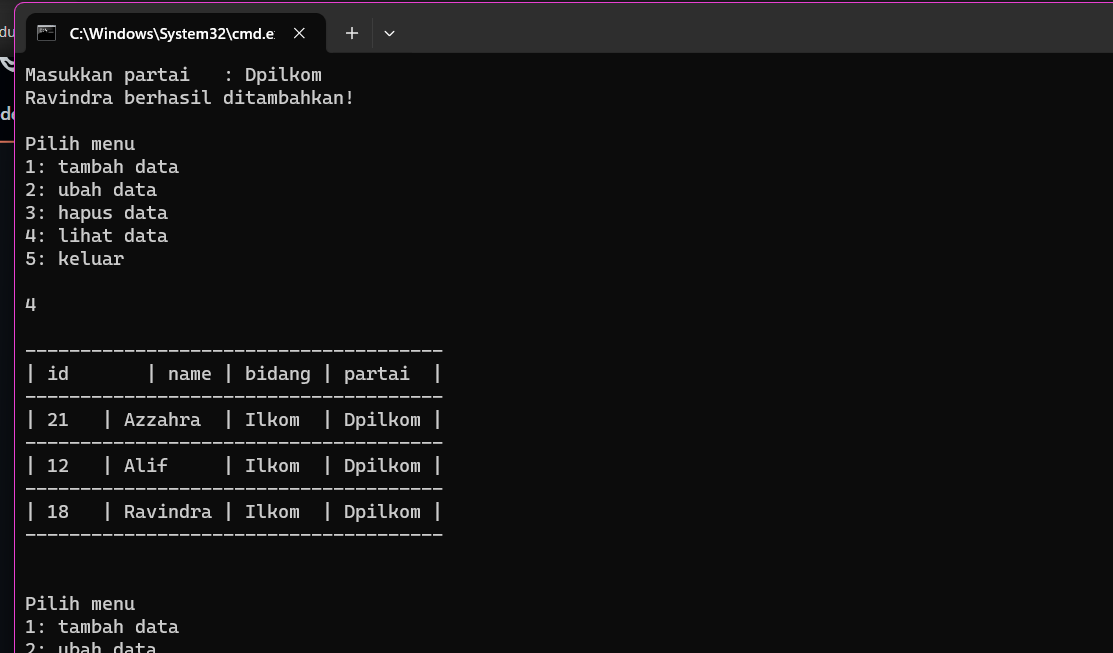 du
C:\Windows\System32\cmd.e
de
Masukkan partai   : Dpilkom
Ravindra berhasil ditambahkan!
Pilih menu
1: tambah data
2: ubah data
3: hapus data
4: lihat data
5: keluar
4
--------------------------------------
| id       | name | bidang | partai  |
--------------------------------------
| 21   | Azzahra  | Ilkom  | Dpilkom |
--------------------------------------
| 12   | Alif     | Ilkom  | Dpilkom |
--------------------------------------
| 18   | Ravindra | Ilkom  | Dpilkom |
--------------------------------------
Pilih menu
1: tambah data
2: ubah data